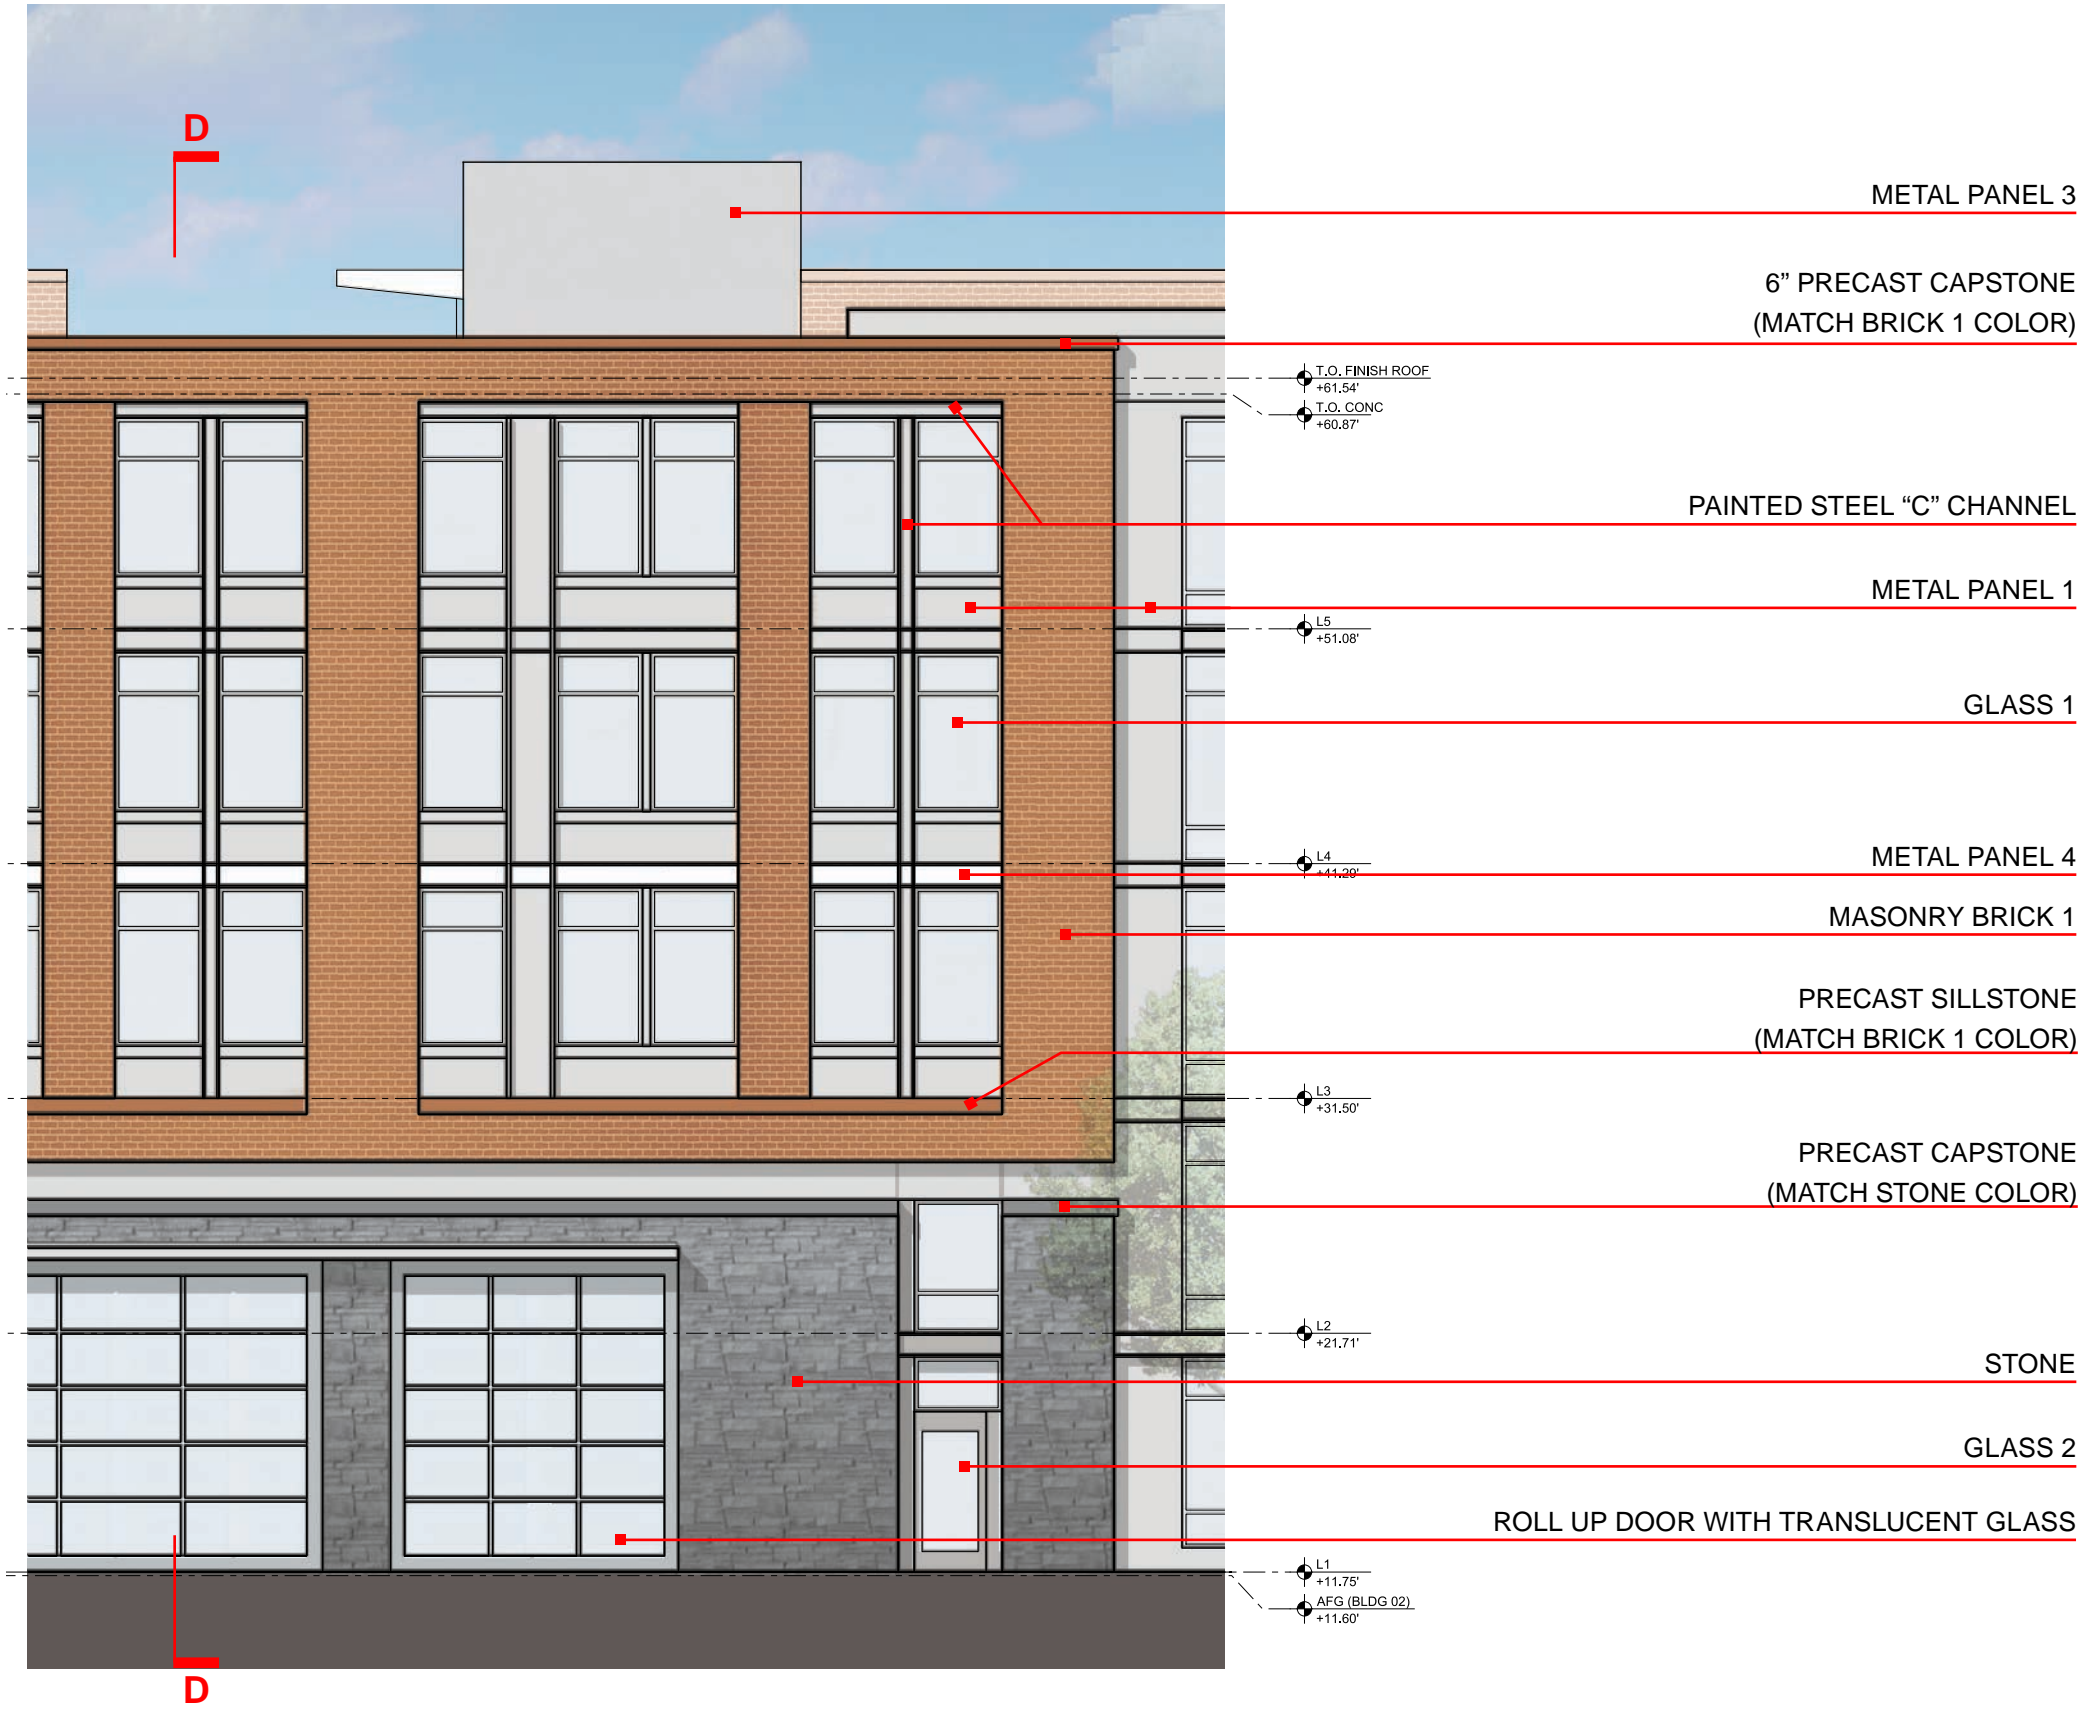 D
METAL PANEL 3
6” PRECAST CAPSTONE
(MATCH BRICK 1 COLOR)
T.O. FINISH ROOF
+61.54'
T.O. CONC
+60.87'
PAINTED STEEL “C” CHANNEL
METAL PANEL 1
L5
+51.08'
GLASS 1
METAL PANEL 4
L4
+41.29'
MASONRY BRICK 1
PRECAST SILLSTONE
(MATCH BRICK 1 COLOR)
L3
+31.50'
PRECAST CAPSTONE
(MATCH STONE COLOR)
L2
+21.71'
STONE
GLASS 2
ROLL UP DOOR WITH TRANSLUCENT GLASS
L1
+11.75'
AFG (BLDG 02)
+11.60'
D